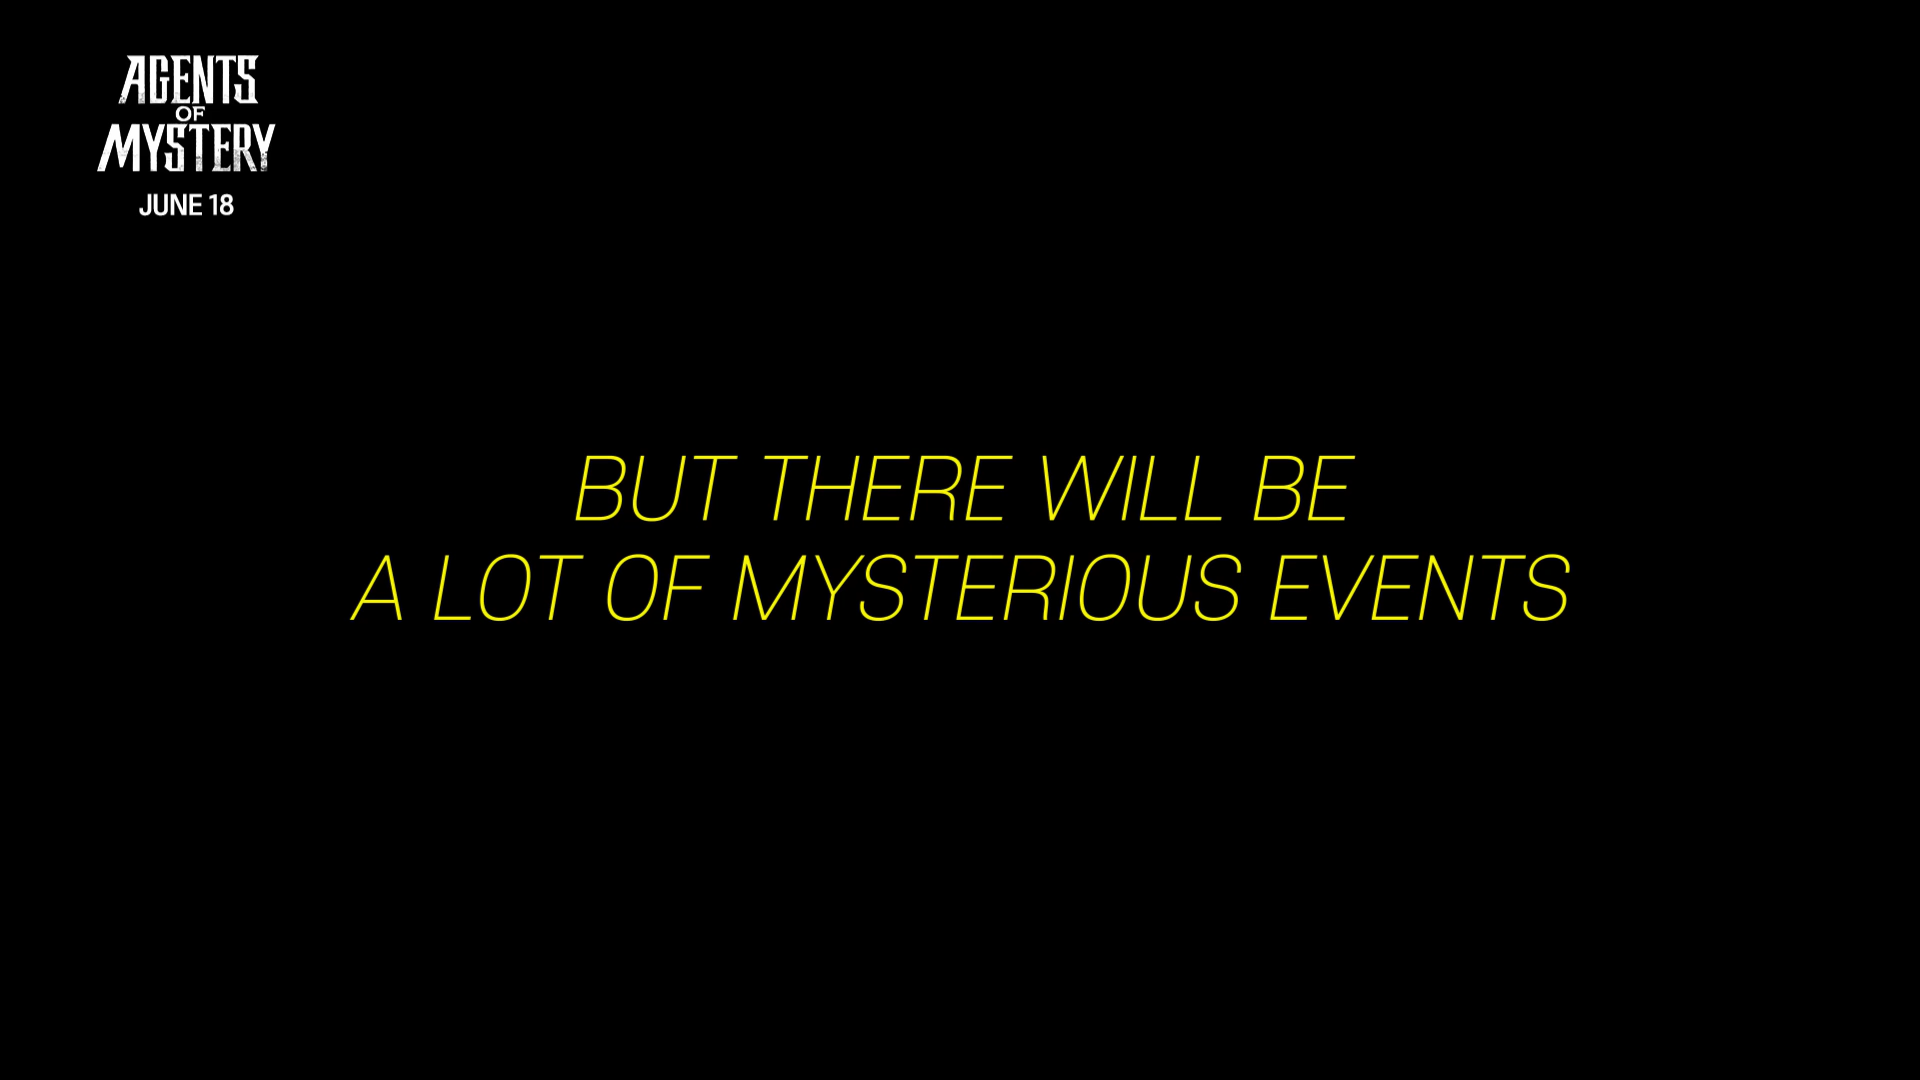 AGENTS
OF
MYSTERY
JUNE 18
BUT THERE WILL BE
A LOT OF MYSTERIOUS EVENTS